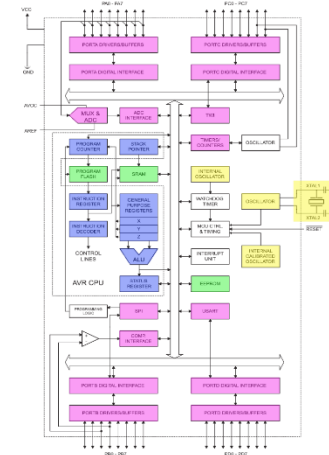 PA0 - PA7
PC0 - PC7
VCC
PORTA DRIVERS/BUFFERS
PORTC DRIVERS/BUFFERS
GND
PORTA DIGITAL INTERFACE
PORTC DIGITAL INTERFACE
AVCC
MUX &
ADC
ADC
INTERFACE
TWI
AREF
PROGRAM
COUNTER
STACK
POINTER
TIMERS/
COUNTERS
OSCILLATOR
PROGRAM
FLASH
SRAM
INTERNAL
OSCILLATOR
XTAL1
INSTRUCTION
REGISTER
GENERAL
PURPOSE
REGISTERS
WATCHDOG
TIMER
OSCILLATOR
XTAL2
Y
Z
INSTRUCTION
DECODER
MCU CTRL
& TIMING
RESET
CONTROL
LINES
ALU
INTERRUPT
UNIT
INTERNAL
CALIBRATED
OSCILLATOR
AVR CPU
STATUS
REGISTER
EEPROM
PROGRAMMING
LOGIC
SPI
USART
+
-
COMP.
INTERFACE
PORTB DIGITAL INTERFACE
PORTD DIGITAL INTERFACE
PORTB DRIVERS/BUFFERS
PORTD DRIVERS/BUFFERS
PB0 - PB7
PD0 - PD7